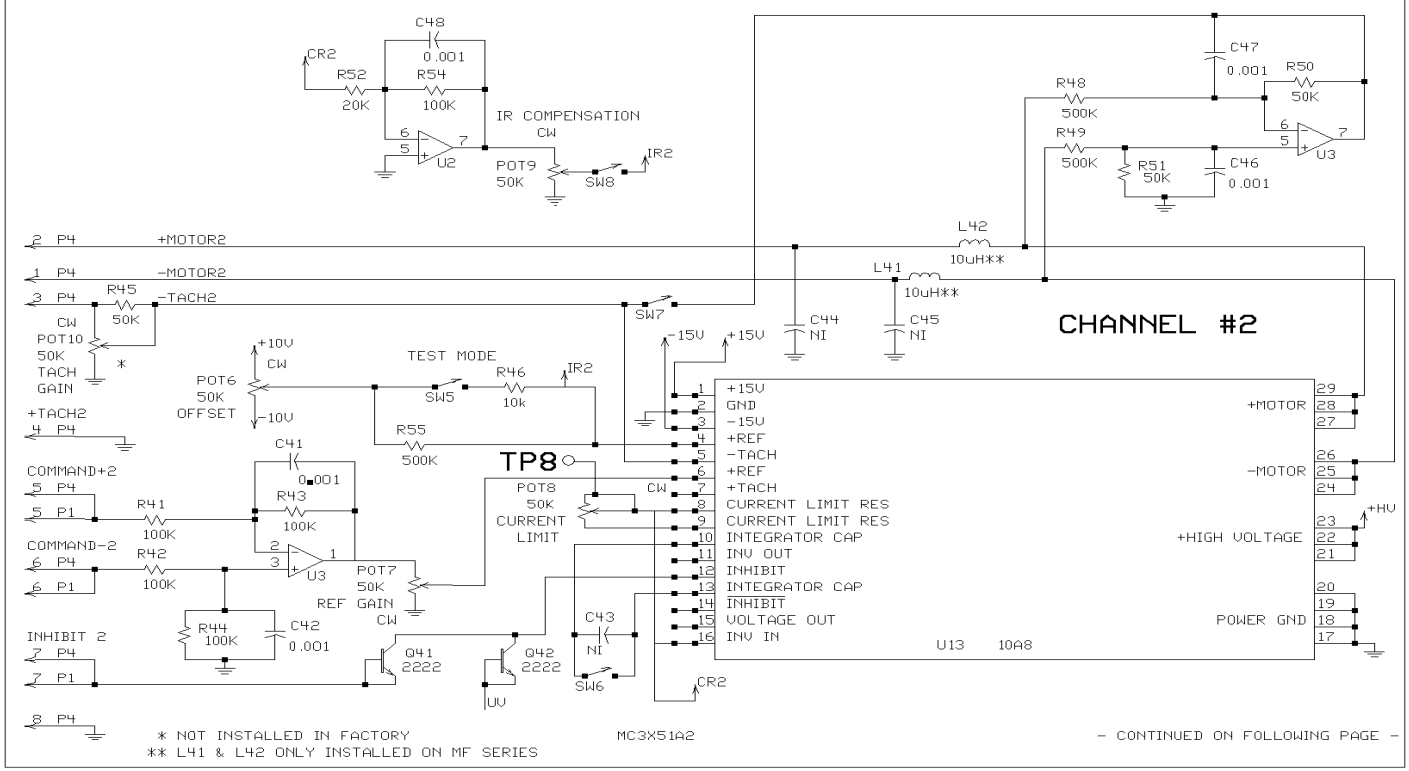 C48
0.001
CR2
R52
20K
R54
100K
6
5
7
U2
IR COMPENSATION
CW
POT9
50K
SW8
IR2
C47
0.001
R50
50K
R48
500K
R49
500K
6
5
7
U3
R51
50K
C46
0.001
2 P4 +MOTOR2
L42
10uH**
1 P4 -MOTOR2
L41
10uH**
3 P4
R45
50K
-TACH2
SW7
CW
POT10
50K
TACH
GAIN
*
C44
NI
C45
NI
CHANNEL #2
-15V
+15V
+10V
CW
POT6
50K
OFFSET
-10V
TEST MODE
SW5
R46
10k
IR2
R55
500K
+TACH2
4 P4
COMMAND+2
5 P4
5 P1
R41
100K
C41
0.001
R43
100K
COMMAND-2
6 P4
6 P1
R42
100K
2
3
1
U3
POT7
50K
REF GAIN
CW
R44
100K
C42
0.001
TP8
POT8
50K
CURRENT
LIMIT
CW
1 +15V
2 GND
3 -15V
4 +REF
5 -TACH
6 +REF
7 +TACH
8 CURRENT LIMIT RES
9 CURRENT LIMIT RES
10 INTEGRATOR CAP
11 INV OUT
12 INHIBIT
13 INTEGRATOR CAP
14 INHIBIT
15 VOLTAGE OUT
16 INV IN
29
+MOTOR 28
27
26
-MOTOR 25
24
23
+HIGH VOLTAGE 22
21
+HV
20
19
POWER GND 18
17
U13 10A8
INHIBIT 2
7 P4
7 P1
Q41
2222
Q42
2222
UV
C43
NI
SW6
CR2
8 P4
* NOT INSTALLED IN FACTORY
** L41 & L42 ONLY INSTALLED ON MF SERIES
MC3X51A2
- CONTINUED ON FOLLOWING PAGE -